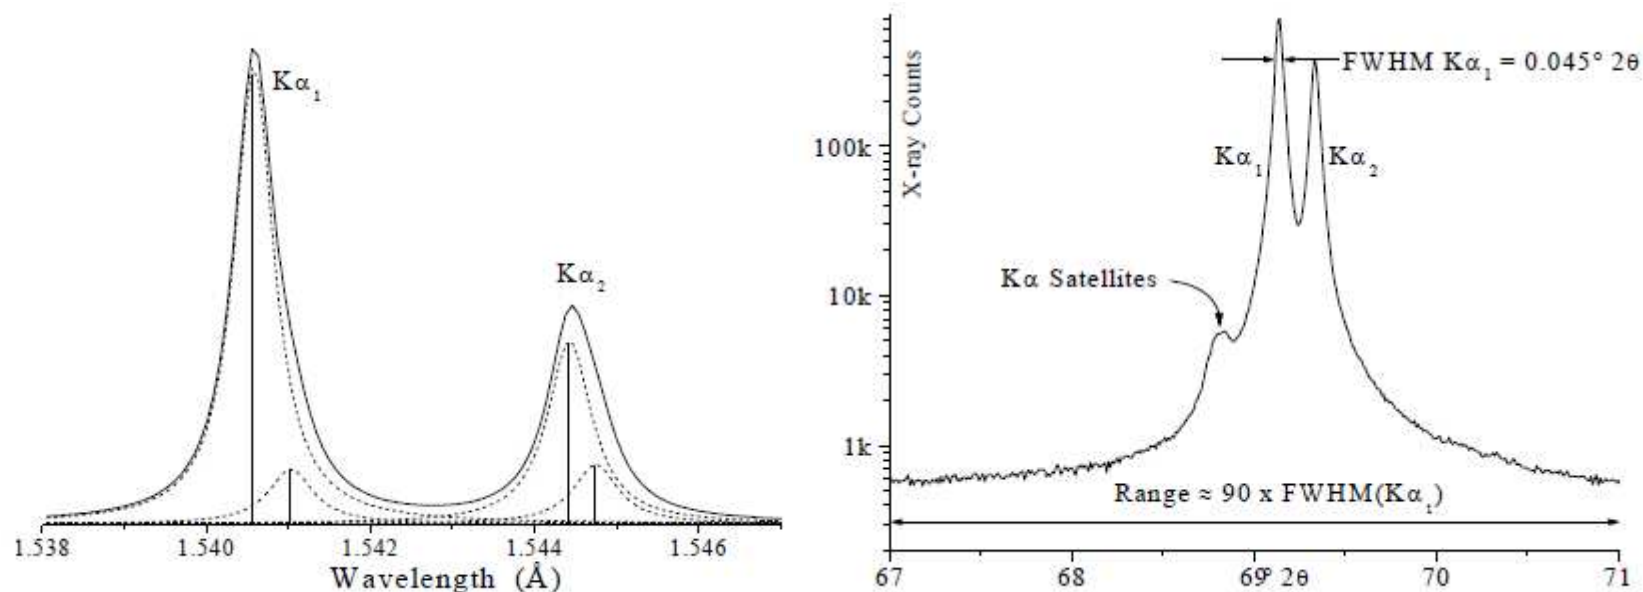 Kα₁
Kα₂
1.538 1.540 1.542 1.544 1.546
Wavelength (Å)
X-ray Counts
100k
10k
1k
FWHM Kα₁ = 0.045° 2θ
Kα₁
Kα₂
Kα Satellites
Range ≈ 90 x FWHM(Kα₁)
67 68 69° 2θ 70 71